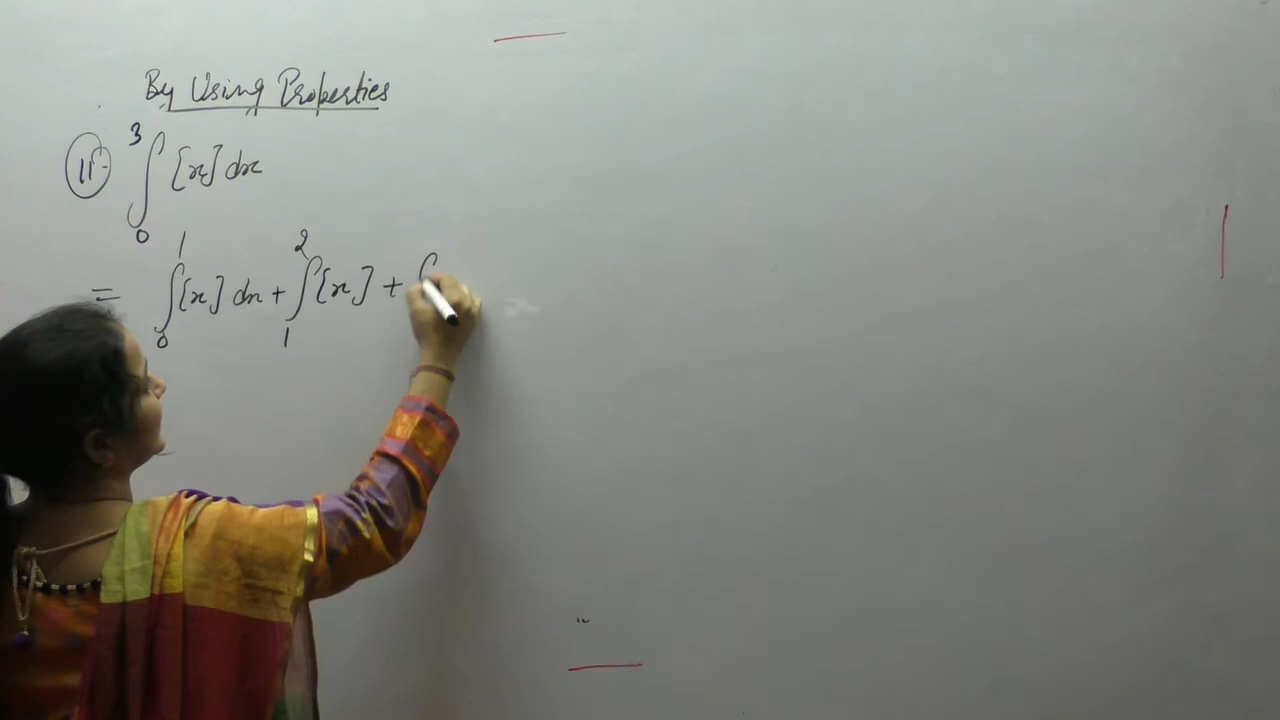 By Using Properties
11. ∫₀³ [x] dx
= ∫₀¹ [x] dx + ∫₁² [x] + ∫